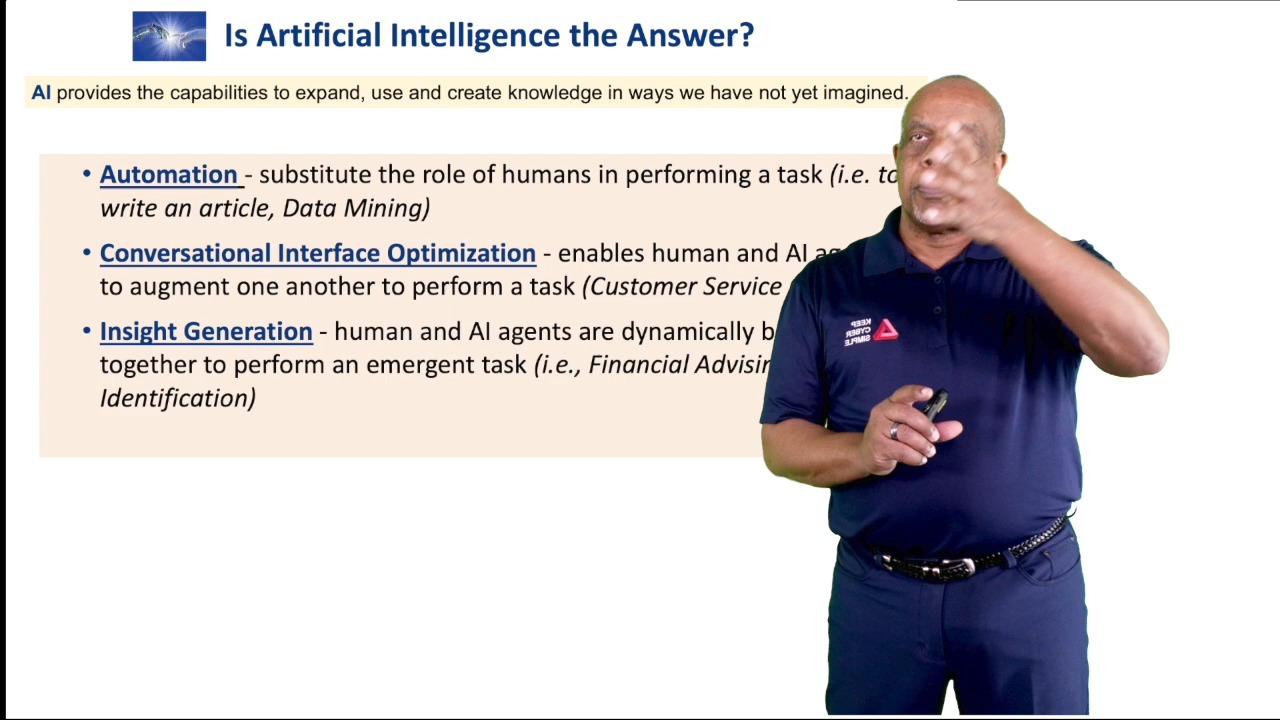 Is Artificial Intelligence the Answer?
AI provides the capabilities to expand, use and create knowledge in ways we have not yet imagined.
• Automation - substitute the role of humans in performing a task (i.e. to
write an article, Data Mining)
• Conversational Interface Optimization - enables human and AI
to augment one another to perform a task (Customer Service
• Insight Generation - human and AI agents are dynamically
together to perform an emergent task (i.e., Financial
Identification)
KEEP
CYBER
SIMPLE